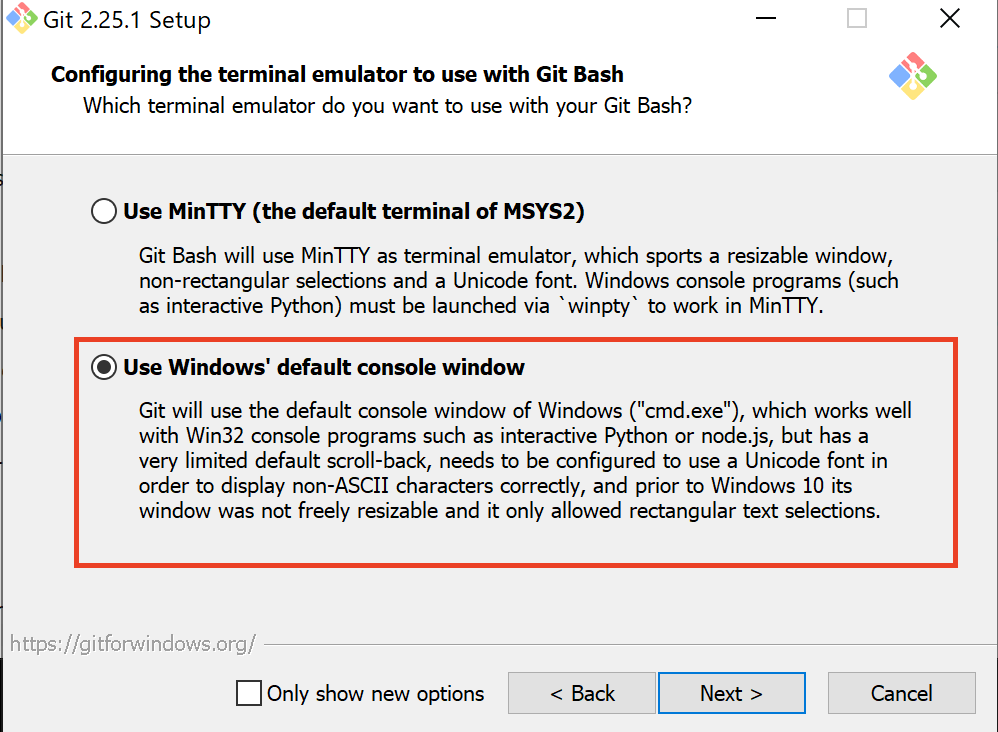 Git 2.25.1 Setup
Configuring the terminal emulator to use with Git Bash
Which terminal emulator do you want to use with your Git Bash?
Use MinTTY (the default terminal of MSYS2)
Git Bash will use MinTTY as terminal emulator, which sports a resizable window,
non-rectangular selections and a Unicode font. Windows console programs (such
as interactive Python) must be launched via `winpty` to work in MinTTY.
Use Windows' default console window
Git will use the default console window of Windows ("cmd.exe"), which works well
with Win32 console programs such as interactive Python or node.js, but has a
very limited default scroll-back, needs to be configured to use a Unicode font in
order to display non-ASCII characters correctly, and prior to Windows 10 its
window was not freely resizable and it only allowed rectangular text selections.
https://gitforwindows.org/
Only show new options
< Back
Next >
Cancel